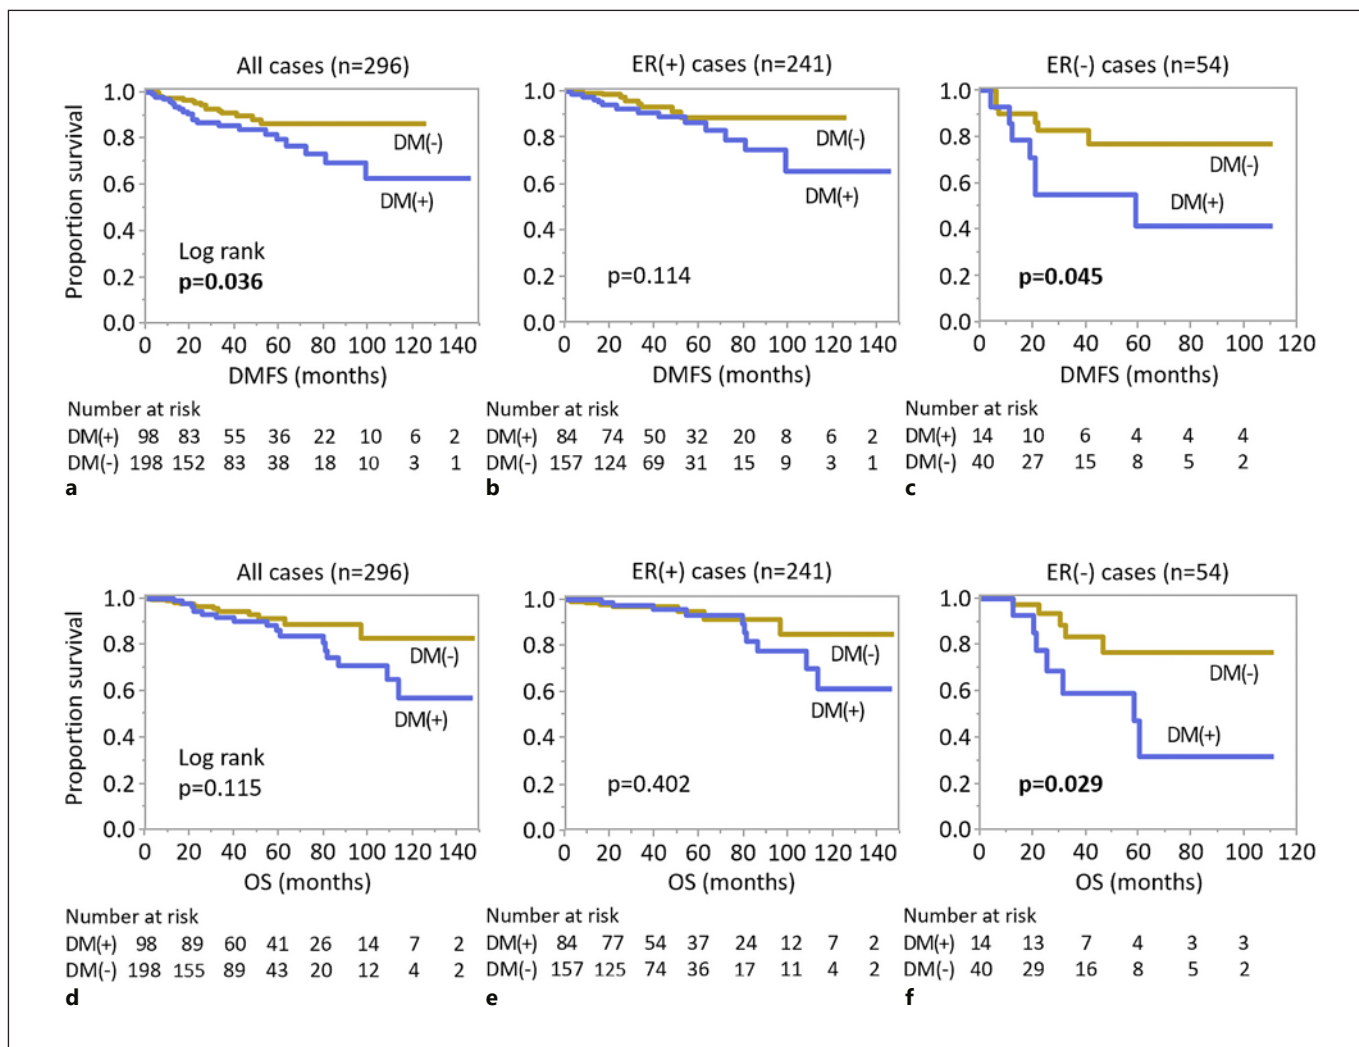 All cases (n=296)
1.0
0.8
0.6
0.4
0.2
0.0
Proportion survival
DM(-)
DM(+)
Log rank
p=0.036
0 20 40 60 80 100 120 140
DMFS (months)
Number at risk
DM(+) 98 83 55 36 22 10 6 2
DM(-) 198 152 83 38 18 10 3 1
a
ER(+) cases (n=241)
1.0
0.8
0.6
0.4
0.2
0.0
DM(-)
DM(+)
p=0.114
0 20 40 60 80 100 120 140
DMFS (months)
Number at risk
DM(+) 84 74 50 32 20 8 6 2
DM(-) 157 124 69 31 15 9 3 1
b
ER(-) cases (n=54)
1.0
0.8
0.6
0.4
0.2
0.0
DM(-)
DM(+)
p=0.045
0 20 40 60 80 100 120
DMFS (months)
Number at risk
DM(+) 14 10 6 4 4 4
DM(-) 40 27 15 8 5 2
c
All cases (n=296)
1.0
0.8
0.6
0.4
0.2
0.0
Proportion survival
DM(-)
DM(+)
Log rank
p=0.115
0 20 40 60 80 100 120 140
OS (months)
Number at risk
DM(+) 98 89 60 41 26 14 7 2
DM(-) 198 155 89 43 20 12 4 2
d
ER(+) cases (n=241)
1.0
0.8
0.6
0.4
0.2
0.0
DM(-)
DM(+)
p=0.402
0 20 40 60 80 100 120 140
OS (months)
Number at risk
DM(+) 84 77 54 37 24 12 7 2
DM(-) 157 125 74 36 17 11 4 2
e
ER(-) cases (n=54)
1.0
0.8
0.6
0.4
0.2
0.0
DM(-)
DM(+)
p=0.029
0 20 40 60 80 100 120
OS (months)
Number at risk
DM(+) 14 13 7 4 3 3
DM(-) 40 29 16 8 5 2
f